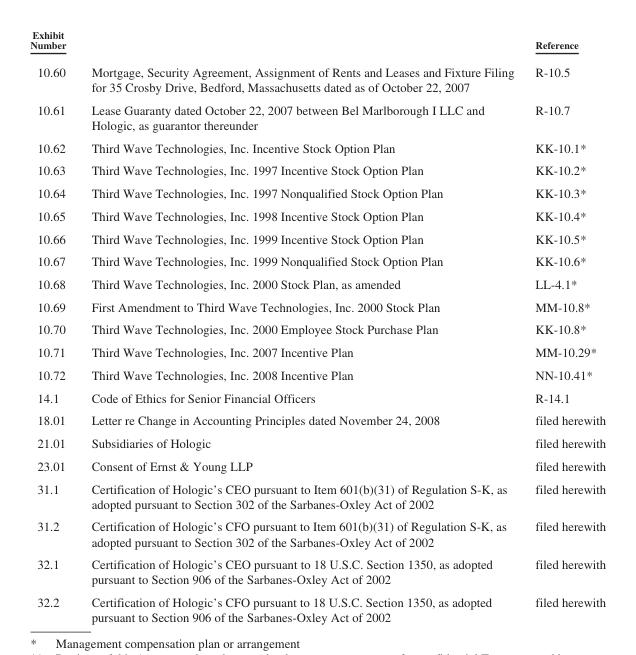 Exhibit
Number Reference
10.60 Mortgage, Security Agreement, Assignment of Rents and Leases and Fixture Filing R-10.5
for 35 Crosby Drive, Bedford, Massachusetts dated as of October 22, 2007
10.61 Lease Guaranty dated October 22, 2007 between Bel Marlborough I LLC and R-10.7
Hologic, as guarantor thereunder
10.62 Third Wave Technologies, Inc. Incentive Stock Option Plan KK-10.1*
10.63 Third Wave Technologies, Inc. 1997 Incentive Stock Option Plan KK-10.2*
10.64 Third Wave Technologies, Inc. 1997 Nonqualified Stock Option Plan KK-10.3*
10.65 Third Wave Technologies, Inc. 1998 Incentive Stock Option Plan KK-10.4*
10.66 Third Wave Technologies, Inc. 1999 Incentive Stock Option Plan KK-10.5*
10.67 Third Wave Technologies, Inc. 1999 Nonqualified Stock Option Plan KK-10.6*
10.68 Third Wave Technologies, Inc. 2000 Stock Plan, as amended LL-4.1*
10.69 First Amendment to Third Wave Technologies, Inc. 2000 Stock Plan MM-10.8*
10.70 Third Wave Technologies, Inc. 2000 Employee Stock Purchase Plan KK-10.8*
10.71 Third Wave Technologies, Inc. 2007 Incentive Plan MM-10.29*
10.72 Third Wave Technologies, Inc. 2008 Incentive Plan NN-10.41*
14.1 Code of Ethics for Senior Financial Officers R-14.1
18.01 Letter re Change in Accounting Principles dated November 24, 2008 filed herewith
21.01 Subsidiaries of Hologic filed herewith
23.01 Consent of Ernst & Young LLP filed herewith
31.1 Certification of Hologic's CEO pursuant to Item 601(b)(31) of Regulation S-K, as filed herewith
adopted pursuant to Section 302 of the Sarbanes-Oxley Act of 2002
31.2 Certification of Hologic's CFO pursuant to Item 601(b)(31) of Regulation S-K, as filed herewith
adopted pursuant to Section 302 of the Sarbanes-Oxley Act of 2002
32.1 Certification of Hologic's CEO pursuant to 18 U.S.C. Section 1350, as adopted filed herewith
pursuant to Section 906 of the Sarbanes-Oxley Act of 2002
32.2 Certification of Hologic's CFO pursuant to 18 U.S.C. Section 1350, as adopted filed herewith
pursuant to Section 906 of the Sarbanes-Oxley Act of 2002
* Management compensation plan or arrangement